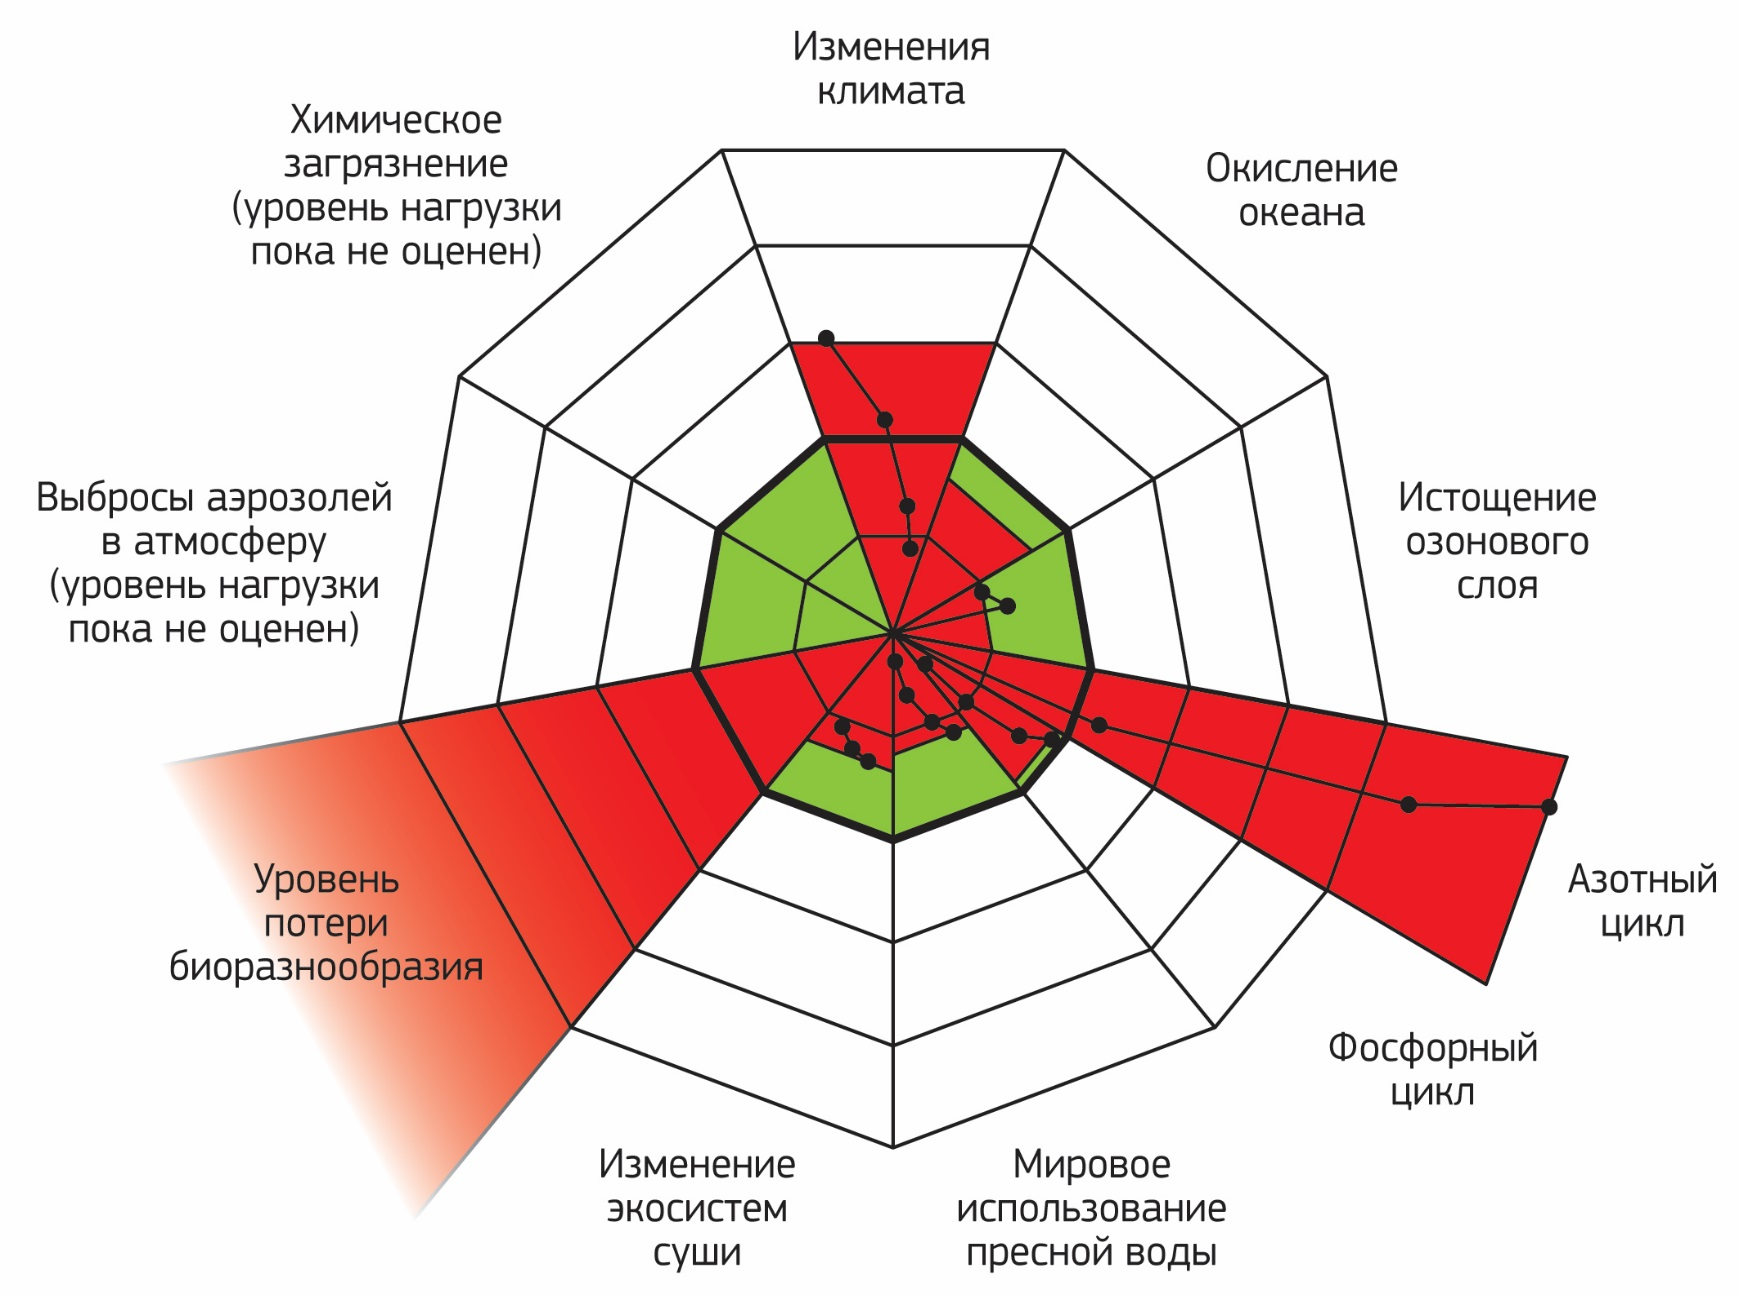 Изменения
климата
Химическое
загрязнение
(уровень нагрузки
пока не оценен)
Окисление
океана
Выбросы аэрозолей
в атмосферу
(уровень нагрузки
пока не оценен)
Истощение
озонового
слоя
Уровень
потери
биоразнообразия
Азотный
цикл
Фосфорный
цикл
Изменение
экосистем
суши
Мировое
использование
пресной воды